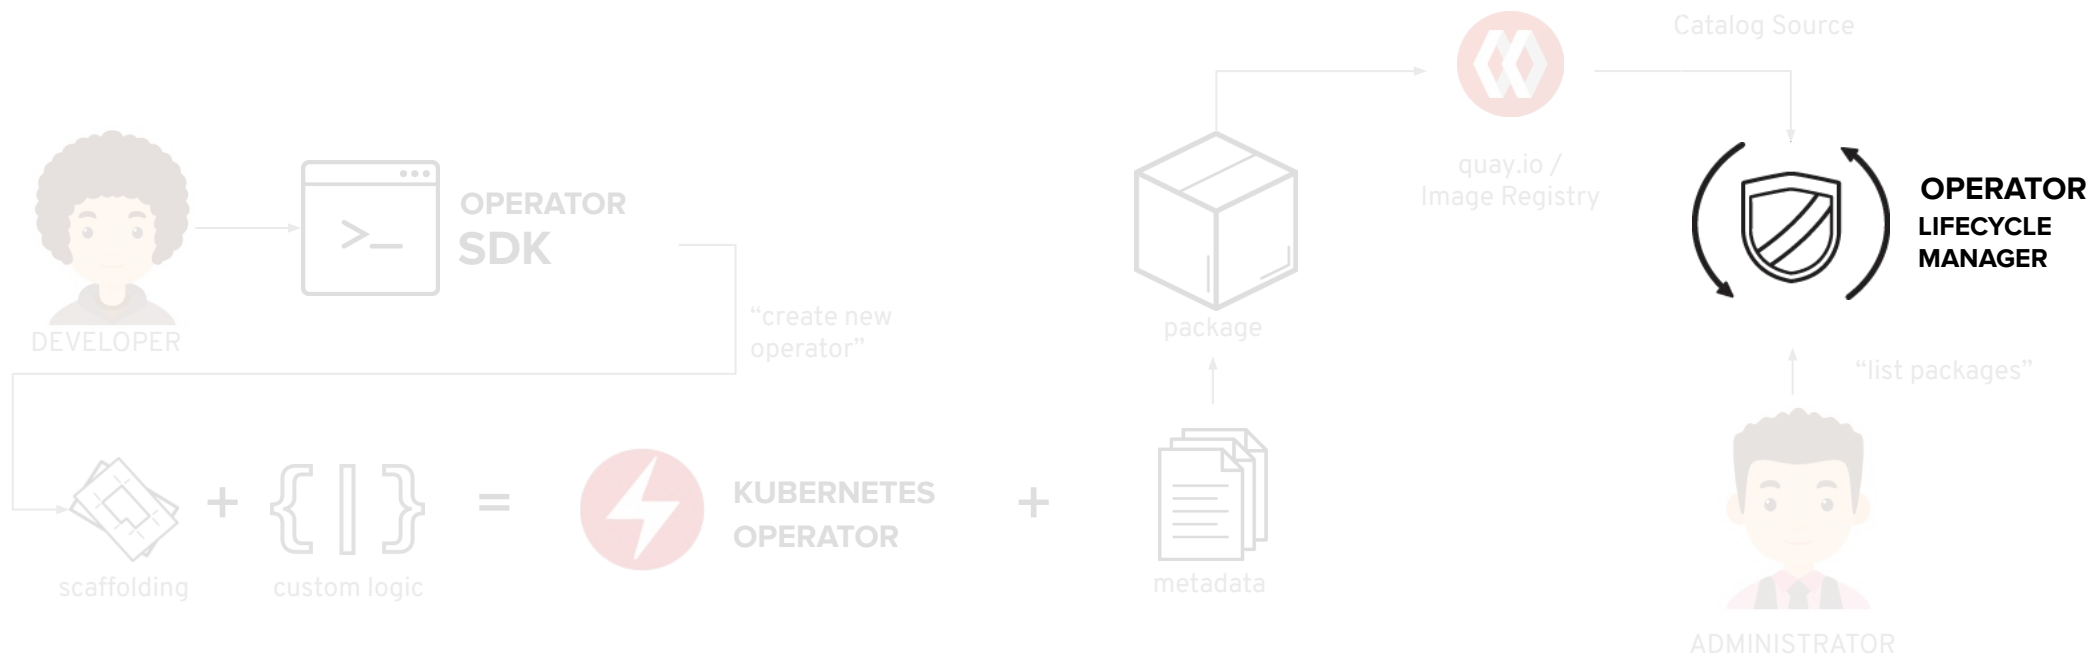 Catalog Source
quay.io /
Image Registry
OPERATOR
LIFECYCLE
MANAGER
OPERATOR
SDK
>_
“create new
operator”
DEVELOPER
package
“list packages”
+
{|}
=
KUBERNETES
OPERATOR
+
scaffolding
custom logic
metadata
ADMINISTRATOR